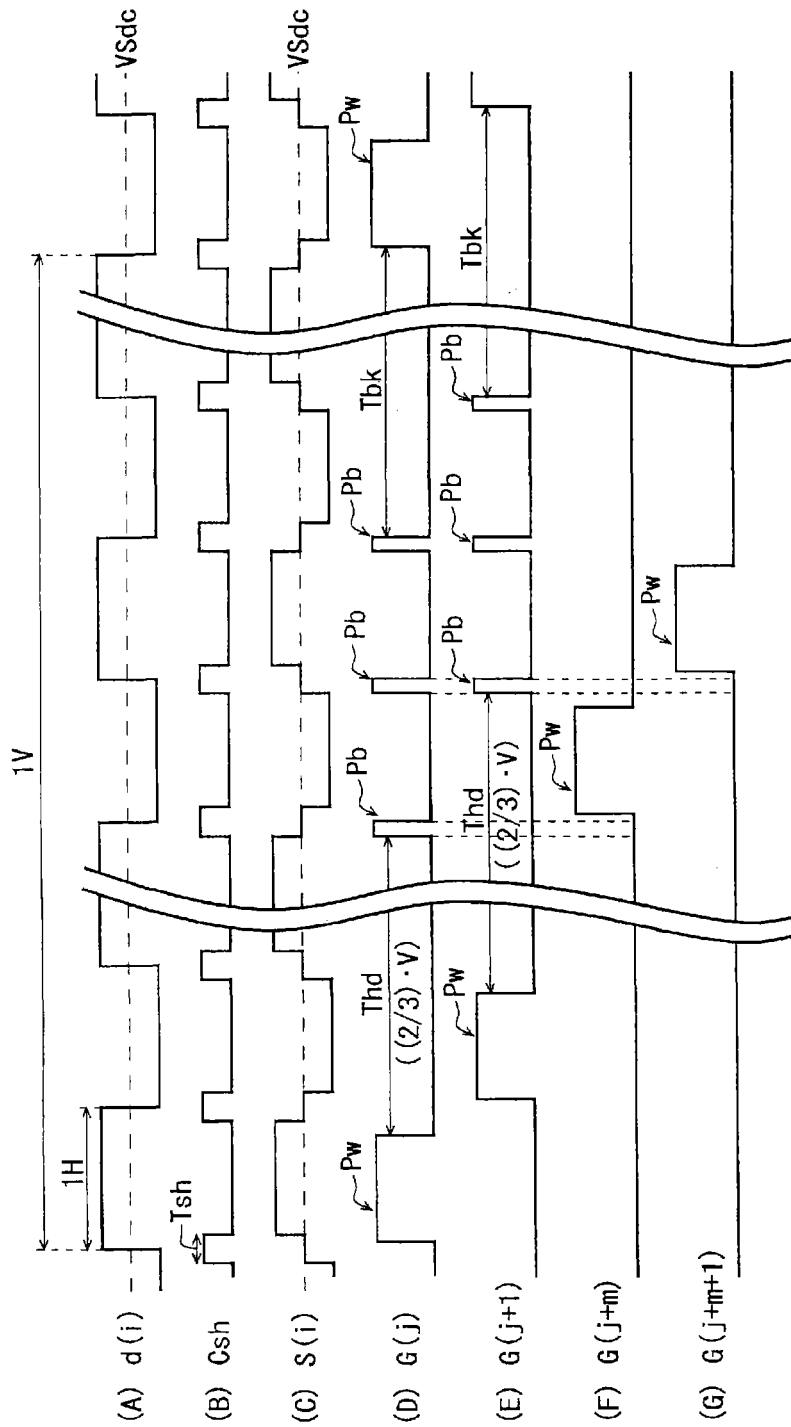 1V
1H
(A) d(i)
VSdc
Tsh
(B) Csh
(C) S(i)
VSdc
Pw
Thd
((2/3)・V)
Pb
Pb
Pb
Tbk
Pw
(D) G(j)
Pw
Thd
((2/3)・V)
Pb
Pb
Pb
Tbk
(E) G(j+1)
Pw
(F) G(j+m)
Pw
(G) G(j+m+1)